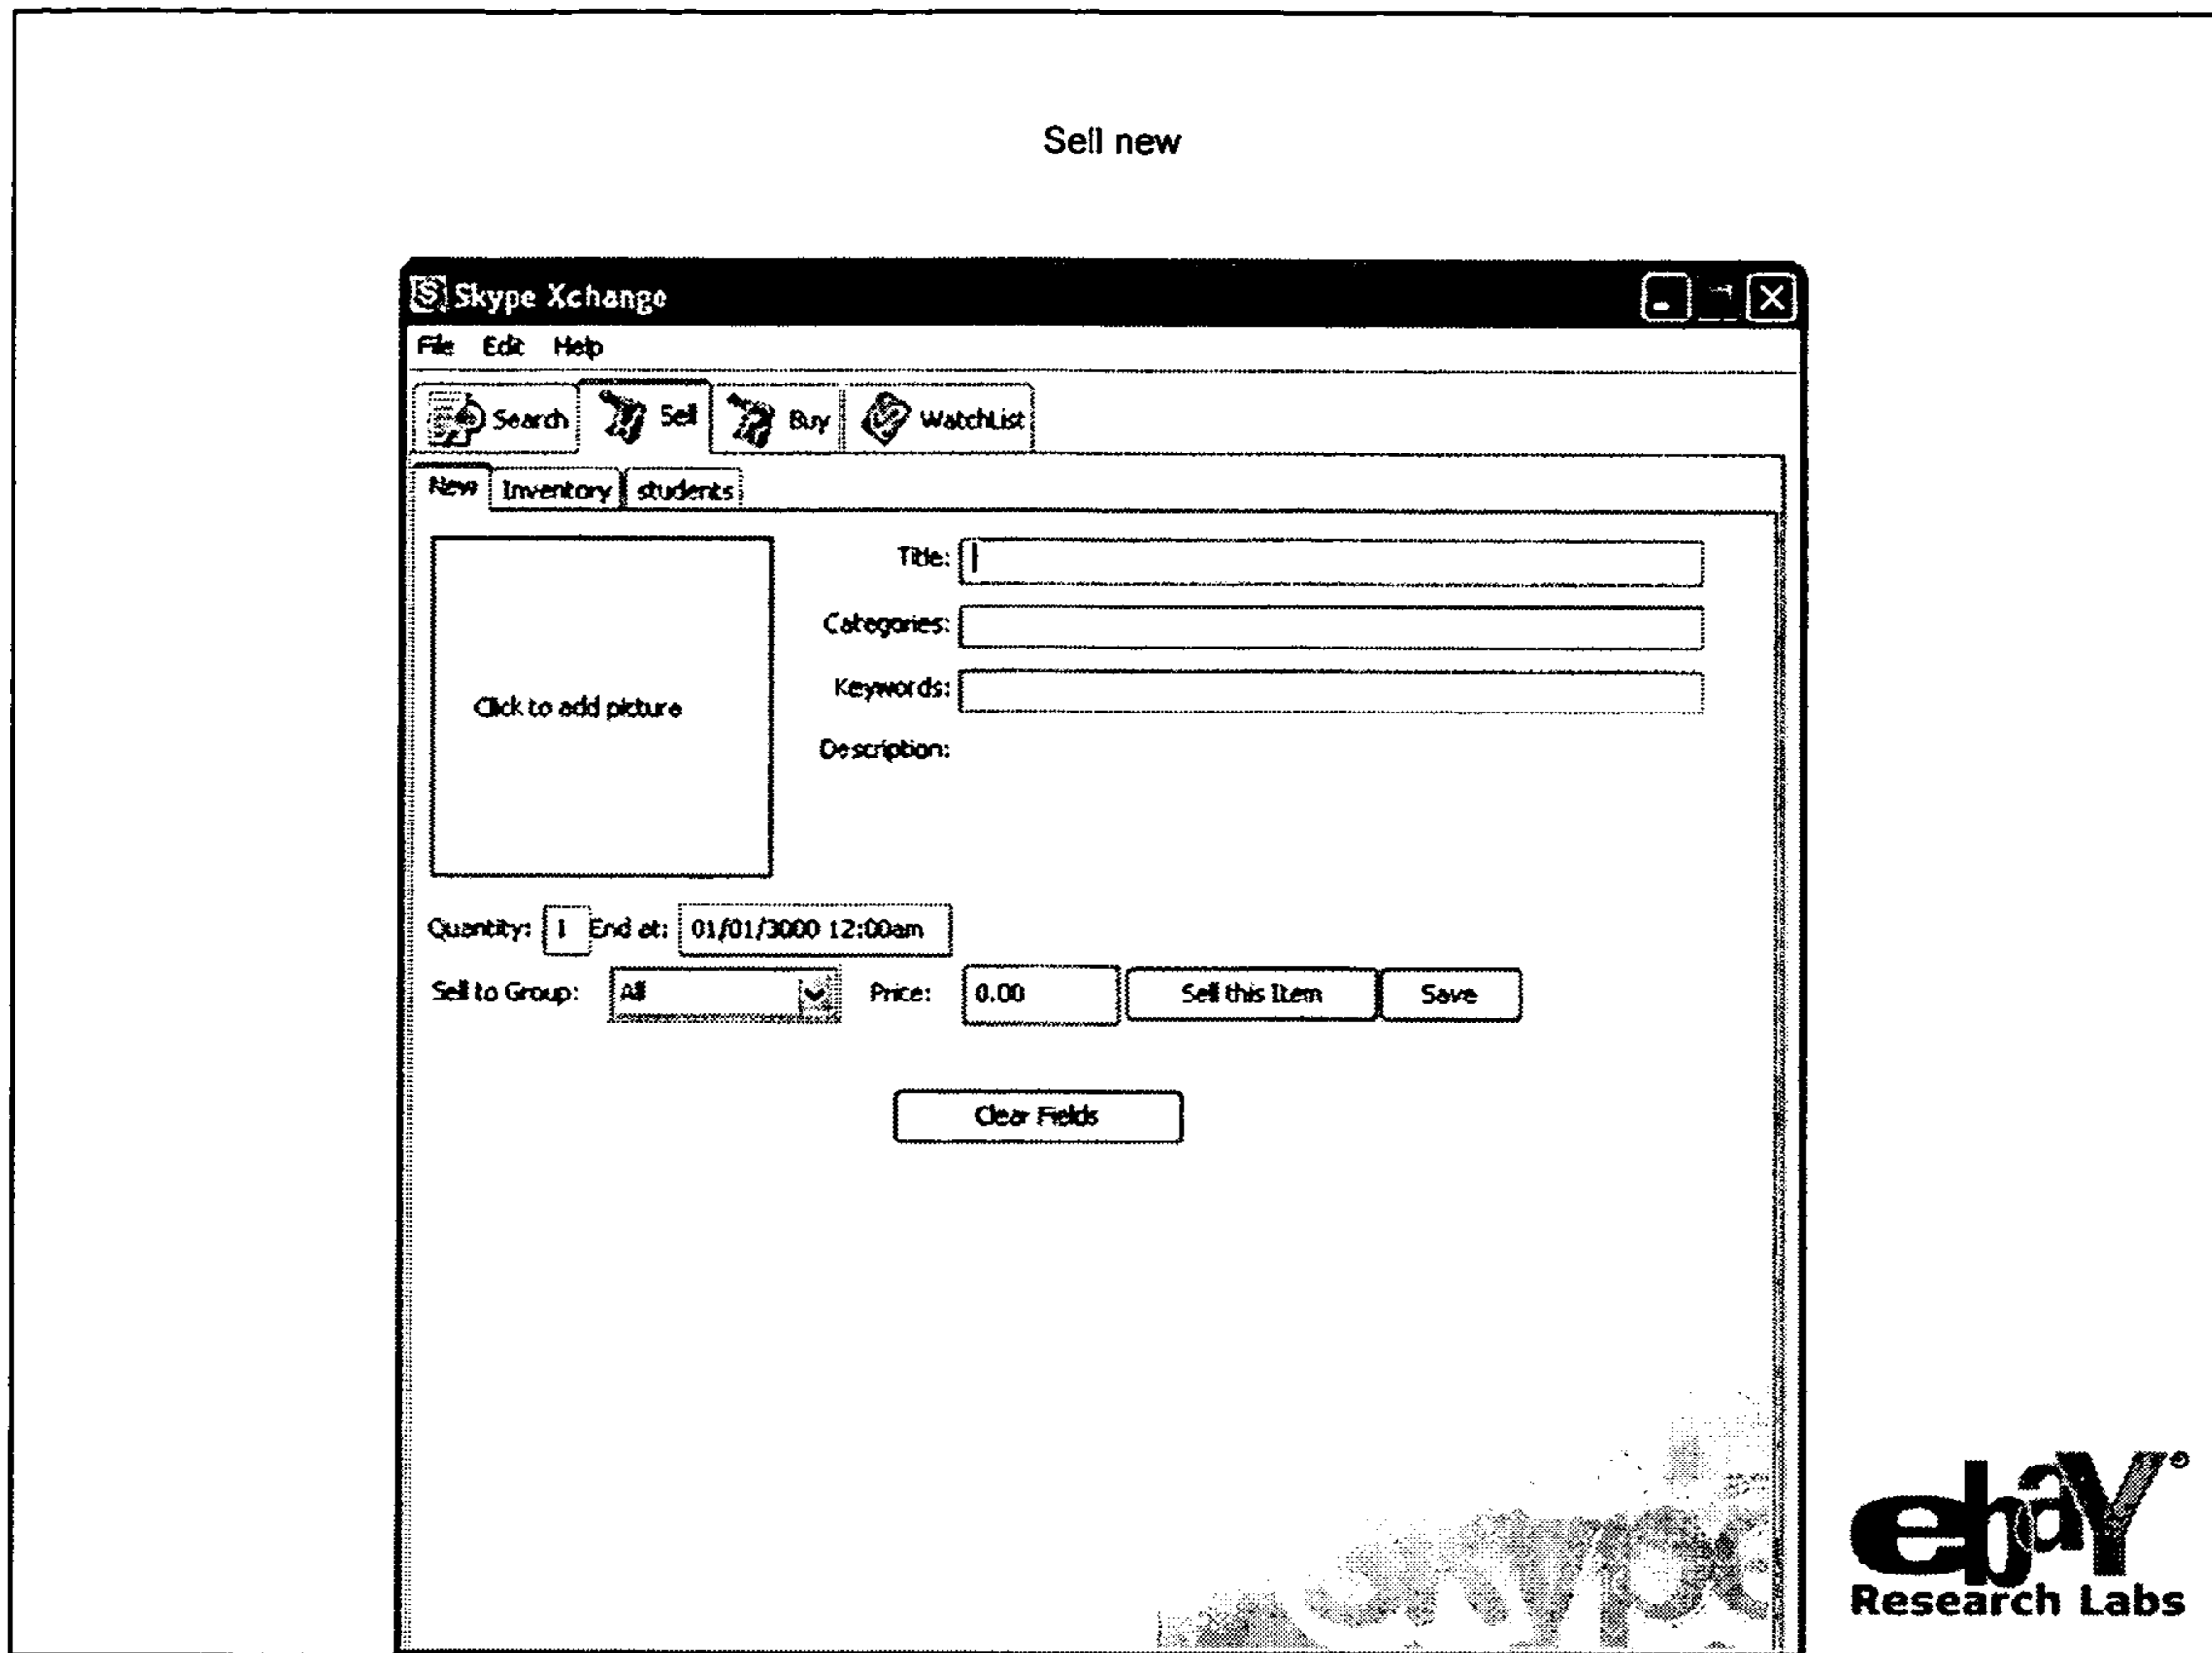 Sell new
Skype Xchange
File Edit Help
Search Sell Buy WatchList
New Inventory students
Title:
Categories:
Click to add picture
Keywords:
Description:
Quantity: 1 End at: 01/01/3000 12:00am
Sell to Group: All Price: 0.00 Sell this Item Save
Clear Fields
skype
ebaY®
Research Labs